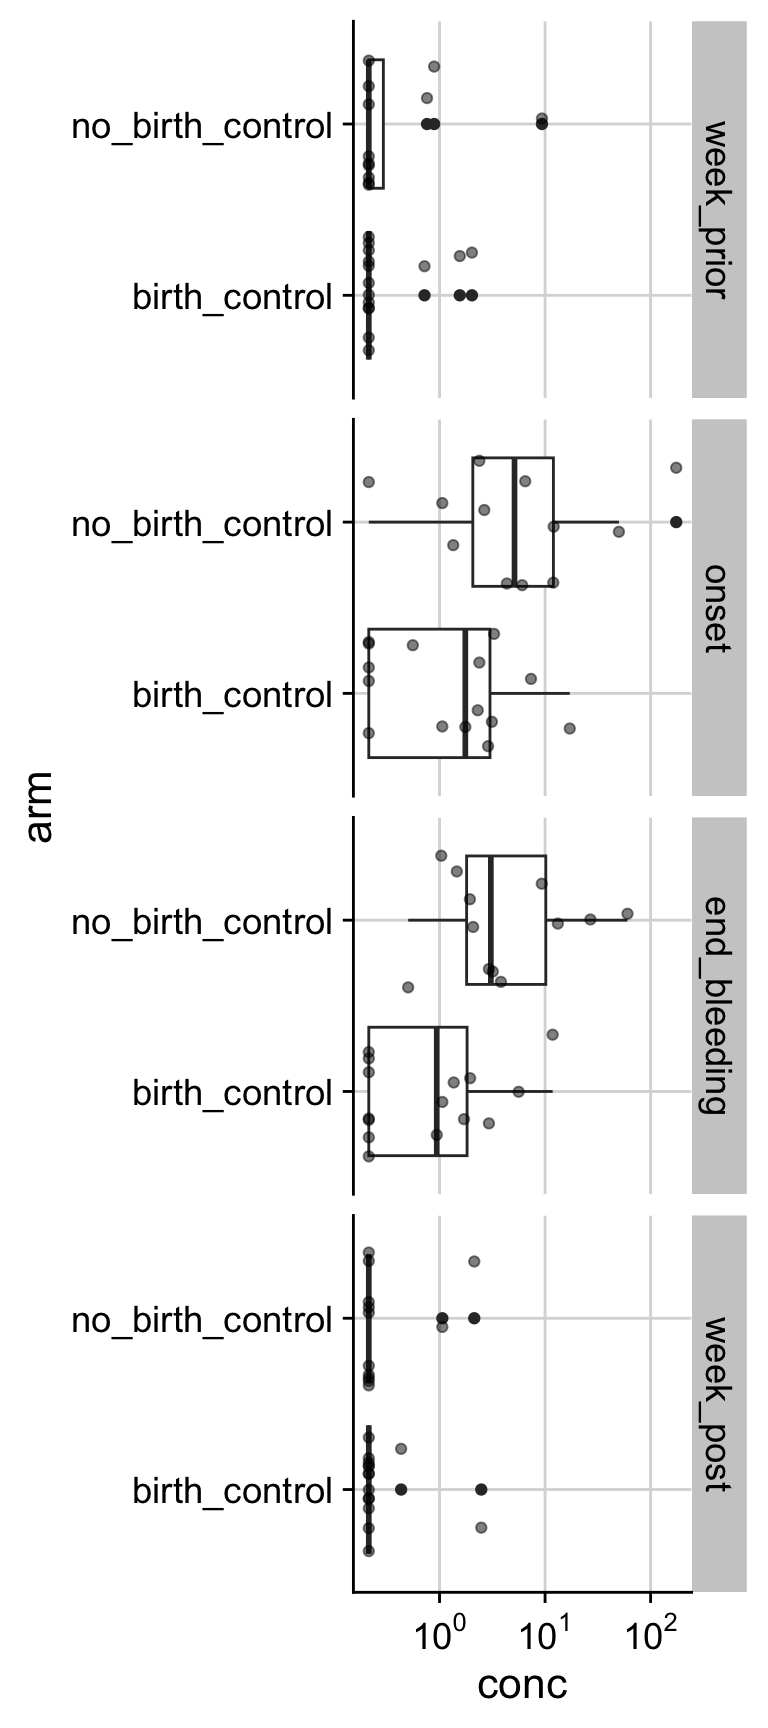 no_birth_control
birth_control
week_prior
no_birth_control
birth_control
onset
arm
no_birth_control
birth_control
end_bleeding
no_birth_control
birth_control
week_post
10⁰ 10¹ 10²
conc